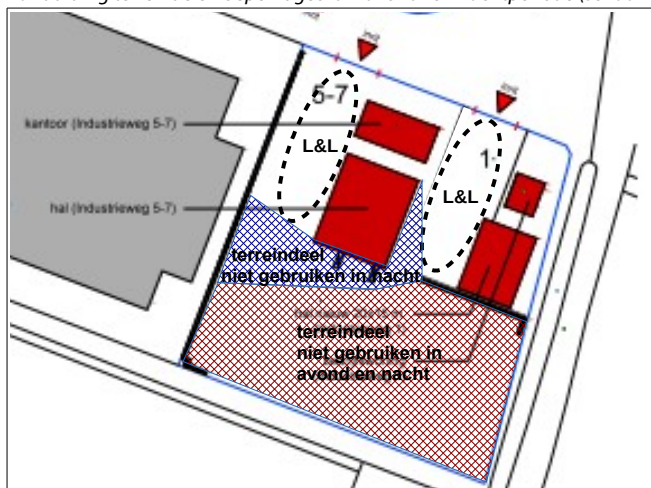 5-7
kantoor (Industrieweg 5-7)
L&L
1-
L&L
hal (Industrieweg 5-7)
terreindeel
niet gebruiken in nacht
terreindeel
niet gebruiken in
avond en nacht